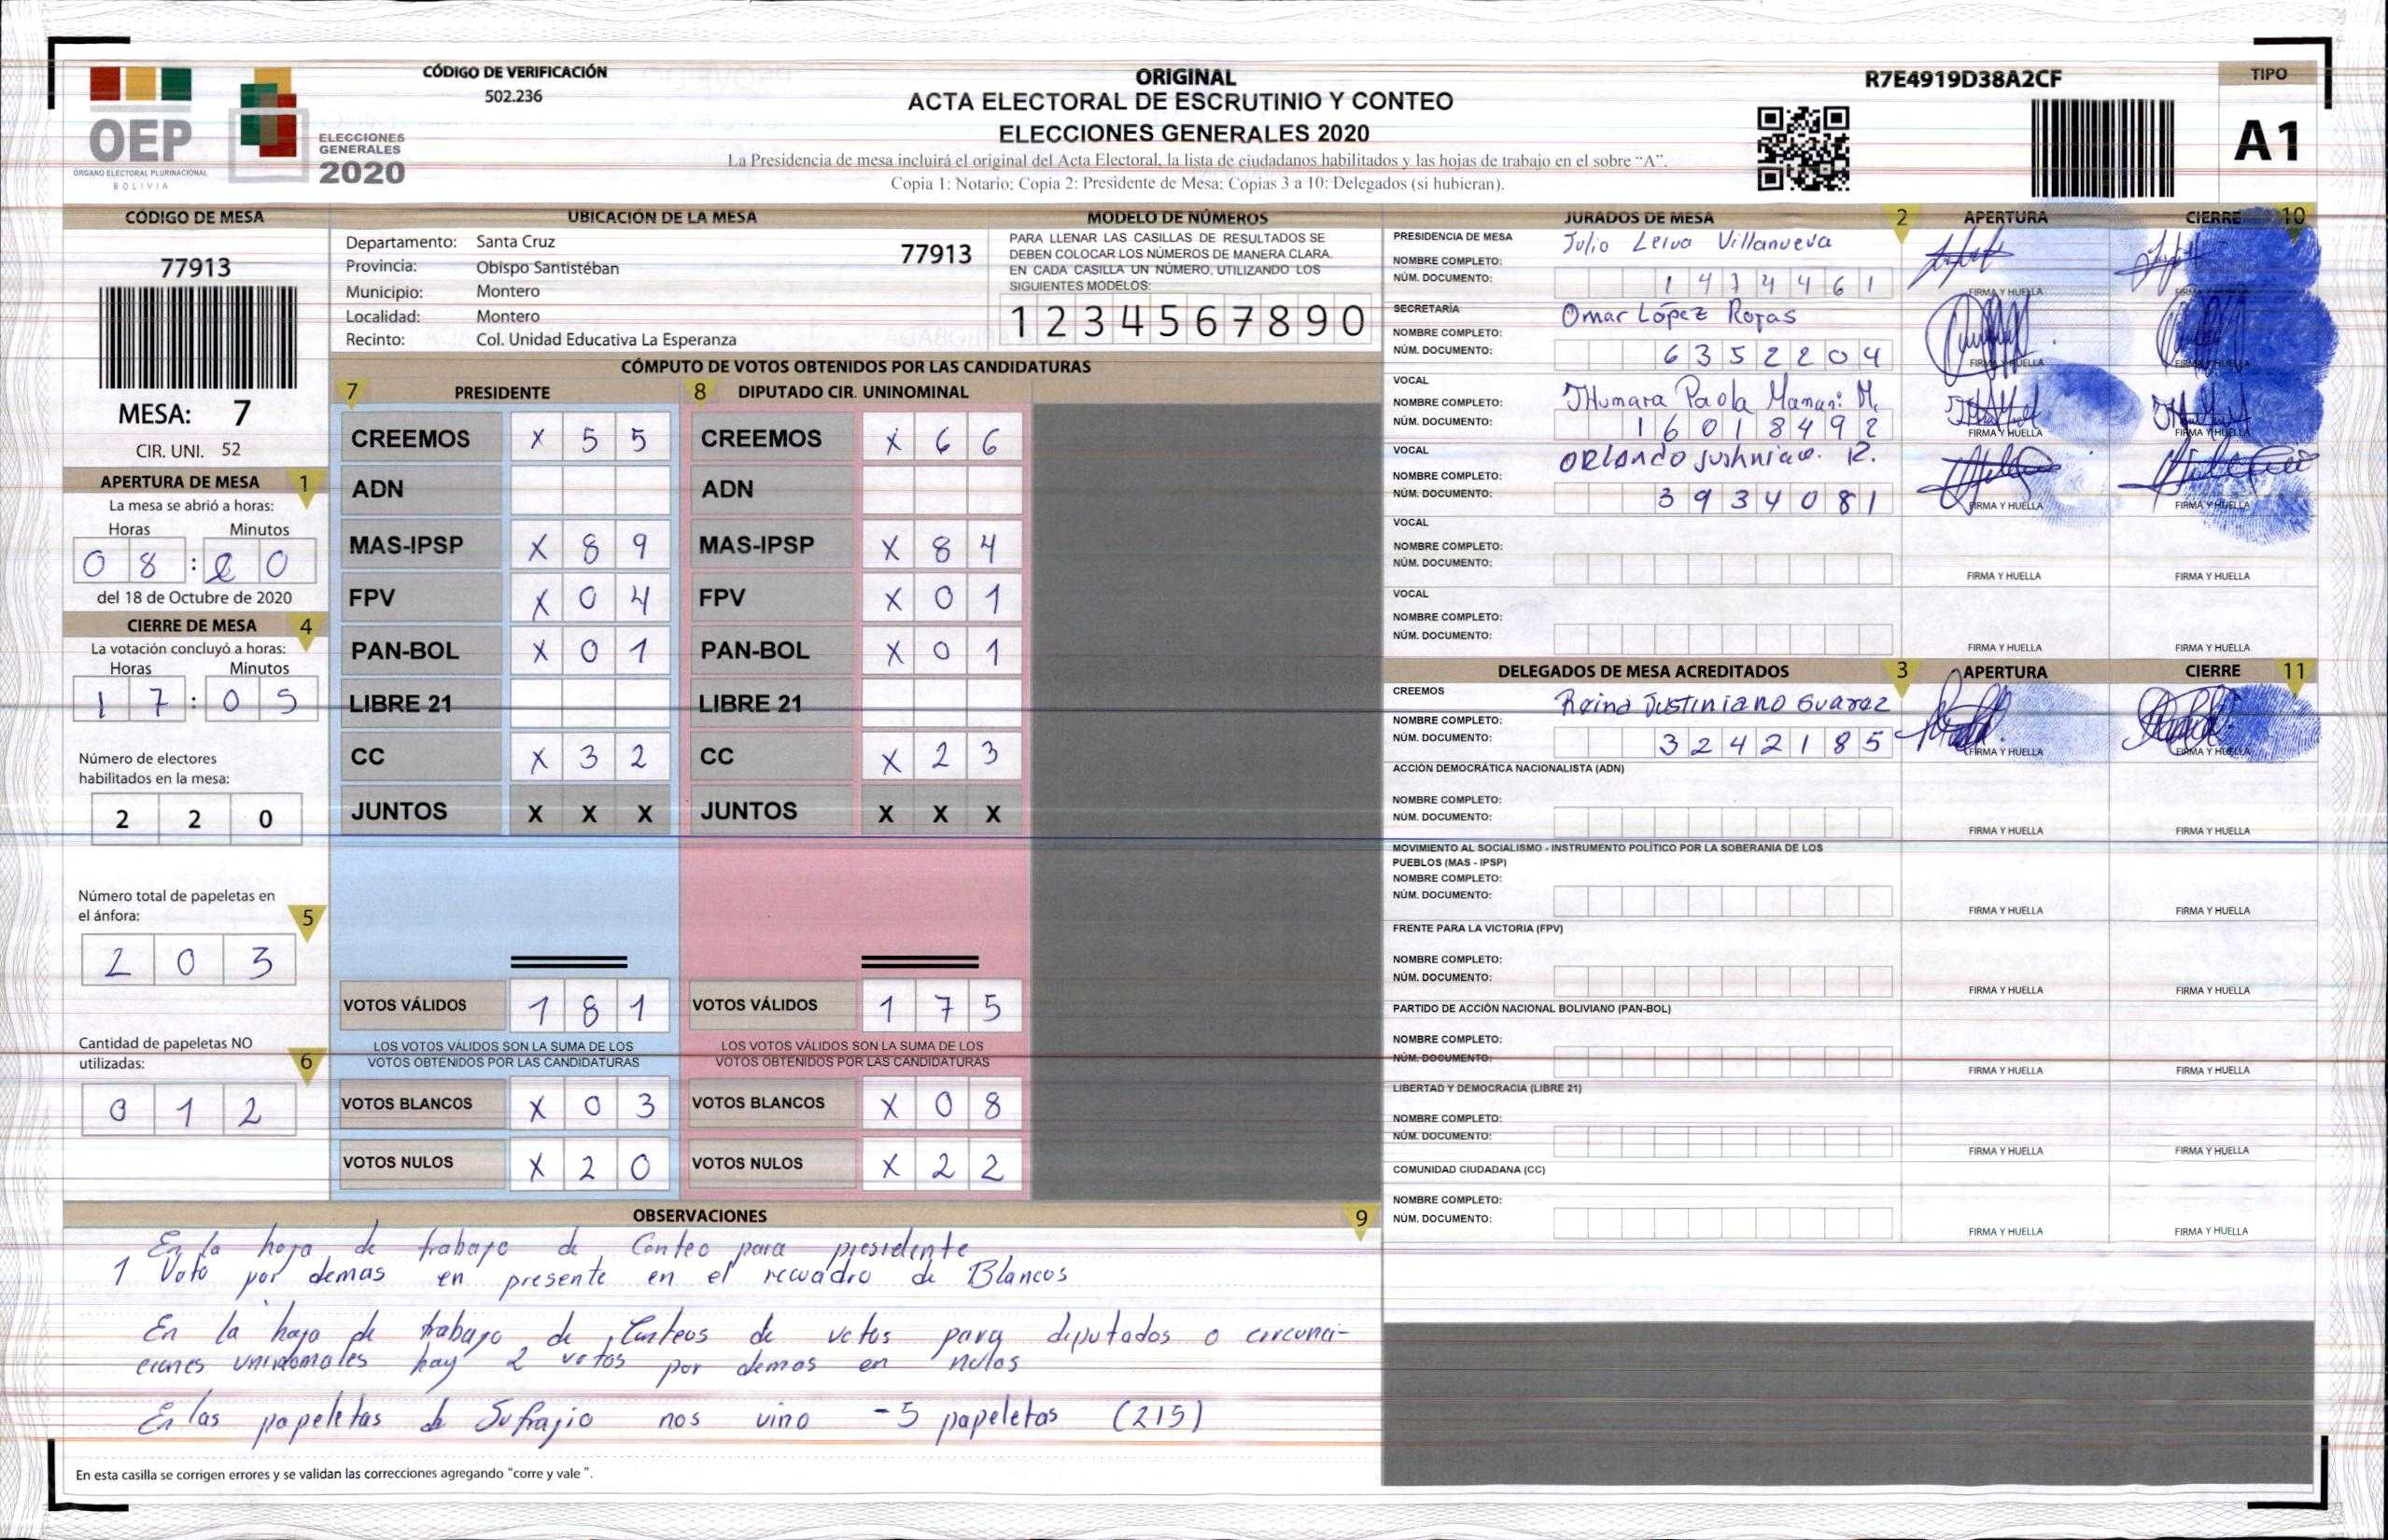 CÓDIGO DE VERIFICACIÓN
502.236
OEP
ÓRGANO ELECTORAL PLURINACIONAL
BOLIVIA
ELECCIONES
GENERALES
2020
ORIGINAL
ACTA ELECTORAL DE ESCRUTINIO Y CONTEO
ELECCIONES GENERALES 2020
La Presidencia de mesa incluirá el original del Acta Electoral, la lista de ciudadanos habilitados y las hojas de trabajo en el sobre “A”.
Copia 1: Notario; Copia 2: Presidente de Mesa; Copias 3 a 10: Delegados (si hubieran).
R7E4919D38A2CF
TIPO
A1
CÓDIGO DE MESA
77913
MESA: 7
CIR. UNI. 52
APERTURA DE MESA 1
La mesa se abrió a horas:
Horas Minutos
0 8 : 2 0
del 18 de Octubre de 2020
CIERRE DE MESA 4
La votación concluyó a horas:
Horas Minutos
1 7 : 0 5
Número de electores
habilitados en la mesa:
2 2 0
Número total de papeletas en
el ánfora: 5
2 0 3
Cantidad de papeletas NO
utilizadas: 6
0 1 2
UBICACIÓN DE LA MESA
Departamento: Santa Cruz
77913
Provincia: Obispo Santistéban
Municipio: Montero
Localidad: Montero
Recinto: Col. Unidad Educativa La Esperanza
MODELO DE NÚMEROS
PARA LLENAR LAS CASILLAS DE RESULTADOS SE
DEBEN COLOCAR LOS NÚMEROS DE MANERA CLARA.
EN CADA CASILLA UN NÚMERO, UTILIZANDO LOS
SIGUIENTES MODELOS:
1 2 3 4 5 6 7 8 9 0
CÓMPUTO DE VOTOS OBTENIDOS POR LAS CANDIDATURAS
7 PRESIDENTE 8 DIPUTADO CIR. UNINOMINAL
CREEMOS X 5 5 CREEMOS X 6 6
ADN ADN
MAS-IPSP X 8 9 MAS-IPSP X 8 4
FPV X 0 4 FPV X 0 1
PAN-BOL X 0 1 PAN-BOL X 0 1
LIBRE 21 LIBRE 21
CC X 3 2 CC X 2 3
JUNTOS X X X JUNTOS X X X
VOTOS VÁLIDOS 1 8 1 VOTOS VÁLIDOS 1 7 5
LOS VOTOS VÁLIDOS SON LA SUMA DE LOS LOS VOTOS VÁLIDOS SON LA SUMA DE LOS
VOTOS OBTENIDOS POR LAS CANDIDATURAS VOTOS OBTENIDOS POR LAS CANDIDATURAS
VOTOS BLANCOS X 0 3 VOTOS BLANCOS X 0 8
VOTOS NULOS X 2 0 VOTOS NULOS X 2 2
JURADOS DE MESA 2 APERTURA CIERRE 10
PRESIDENCIA DE MESA Julio Leiva Villanueva
NOMBRE COMPLETO:
NÚM. DOCUMENTO: 1 4 7 4 4 6 1
FIRMA Y HUELLA
SECRETARÍA Omar López Rojas
NOMBRE COMPLETO:
NÚM. DOCUMENTO: 6 3 5 2 2 0 4
FIRMA Y HUELLA FIRMA Y HUELLA
VOCAL
NOMBRE COMPLETO: JHumara Paola Mamani M.
NÚM. DOCUMENTO: 1 6 0 1 8 4 9 2
FIRMA Y HUELLA FIRMA Y HUELLA
VOCAL
NOMBRE COMPLETO: ORLANDO R.
NÚM. DOCUMENTO: 3 9 3 4 0 8 1
FIRMA Y HUELLA FIRMA Y HUELLA
VOCAL
NOMBRE COMPLETO:
NÚM. DOCUMENTO:
FIRMA Y HUELLA FIRMA Y HUELLA
VOCAL
NOMBRE COMPLETO:
NÚM. DOCUMENTO:
FIRMA Y HUELLA FIRMA Y HUELLA
DELEGADOS DE MESA ACREDITADOS 3 APERTURA CIERRE 11
CREEMOS Reina Justiniano Suarez
NOMBRE COMPLETO:
NÚM. DOCUMENTO: 3 2 4 2 1 8 5
FIRMA Y HUELLA FIRMA Y HUELLA
ACCIÓN DEMOCRÁTICA NACIONALISTA (ADN)
NOMBRE COMPLETO:
NÚM. DOCUMENTO:
FIRMA Y HUELLA FIRMA Y HUELLA
MOVIMIENTO AL SOCIALISMO - INSTRUMENTO POLÍTICO POR LA SOBERANIA DE LOS
PUEBLOS (MAS - IPSP)
NOMBRE COMPLETO:
NÚM. DOCUMENTO:
FIRMA Y HUELLA FIRMA Y HUELLA
FRENTE PARA LA VICTORIA (FPV)
NOMBRE COMPLETO:
NÚM. DOCUMENTO:
FIRMA Y HUELLA FIRMA Y HUELLA
PARTIDO DE ACCIÓN NACIONAL BOLIVIANO (PAN-BOL)
NOMBRE COMPLETO:
NÚM. DOCUMENTO:
FIRMA Y HUELLA FIRMA Y HUELLA
LIBERTAD Y DEMOCRACIA (LIBRE 21)
NOMBRE COMPLETO:
NÚM. DOCUMENTO:
FIRMA Y HUELLA FIRMA Y HUELLA
COMUNIDAD CIUDADANA (CC)
NOMBRE COMPLETO:
NÚM. DOCUMENTO:
FIRMA Y HUELLA FIRMA Y HUELLA
OBSERVACIONES 9
En la hoja de trabajo de Conteo para presidente
1 Voto por demas en presente en el recuadro de Blancos
En la hoja de trabajo de Conteos de votos para diputados o circunci-
ciones uninomales hay 2 votos por demas en nulos
En las papeletas de Sufrajio nos vino -5 papeletas (215)
En esta casilla se corrigen errores y se validan las correcciones agregando “corre y vale ”.